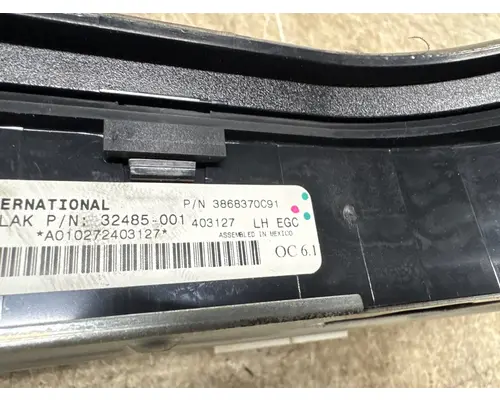 ERNATIONAL P/N 3868370C91
LAK P/N: 32485-001 403127 LH EGC
*A010272403127* ASSEMBLED IN MEXICO
OC 6.1